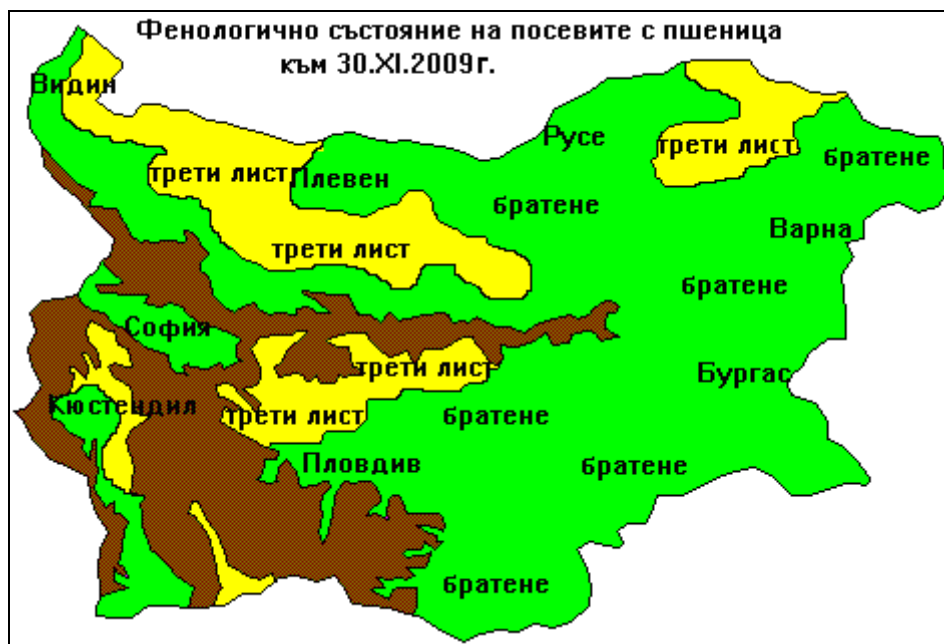 Фенологично състояние на посевите с пшеница
към 30.XI.2009г.
Видин
Русе
трети лист
братене
трети лист
Плевен
братене
Варна
трети лист
братене
София
трети лист
Бургас
Кюстендил
трети лист
братене
Пловдив
братене
братене